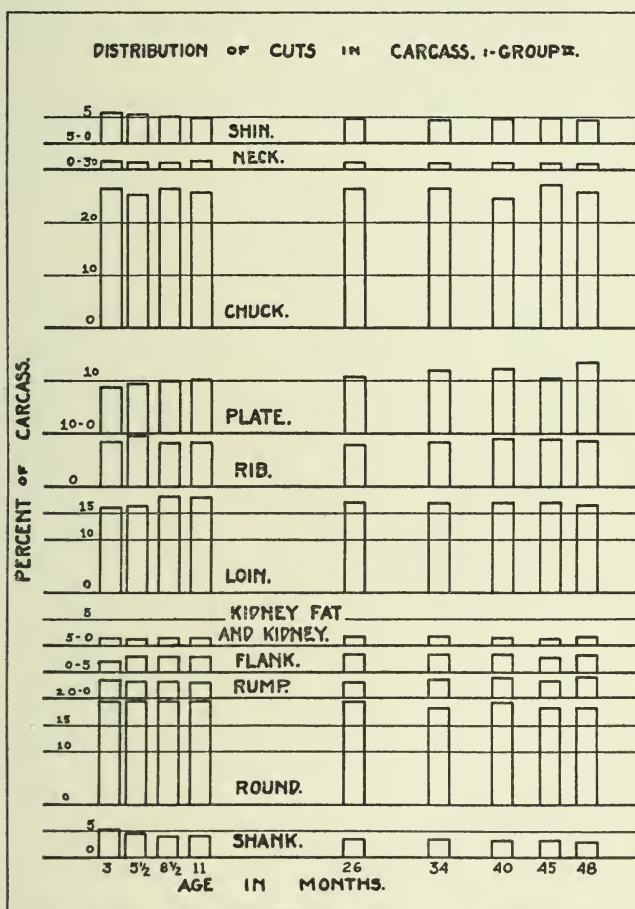 DISTRIBUTION OF CUTS IN CARCASS. :-GROUP II.
5
SHIN.
5-0
NECK.
0-30
20
10
CHUCK.
0
10
PLATE.
10-0
RIB.
0
15
10
LOIN.
0
5
KIDNEY FAT
AND KIDNEY.
5-0
FLANK.
0-5
RUMP.
20-0
15
10
ROUND.
0
5
SHANK.
0
PERCENT OF CARCASS.
3 5½ 8½ 11 26 34 40 45 48
AGE IN MONTHS.